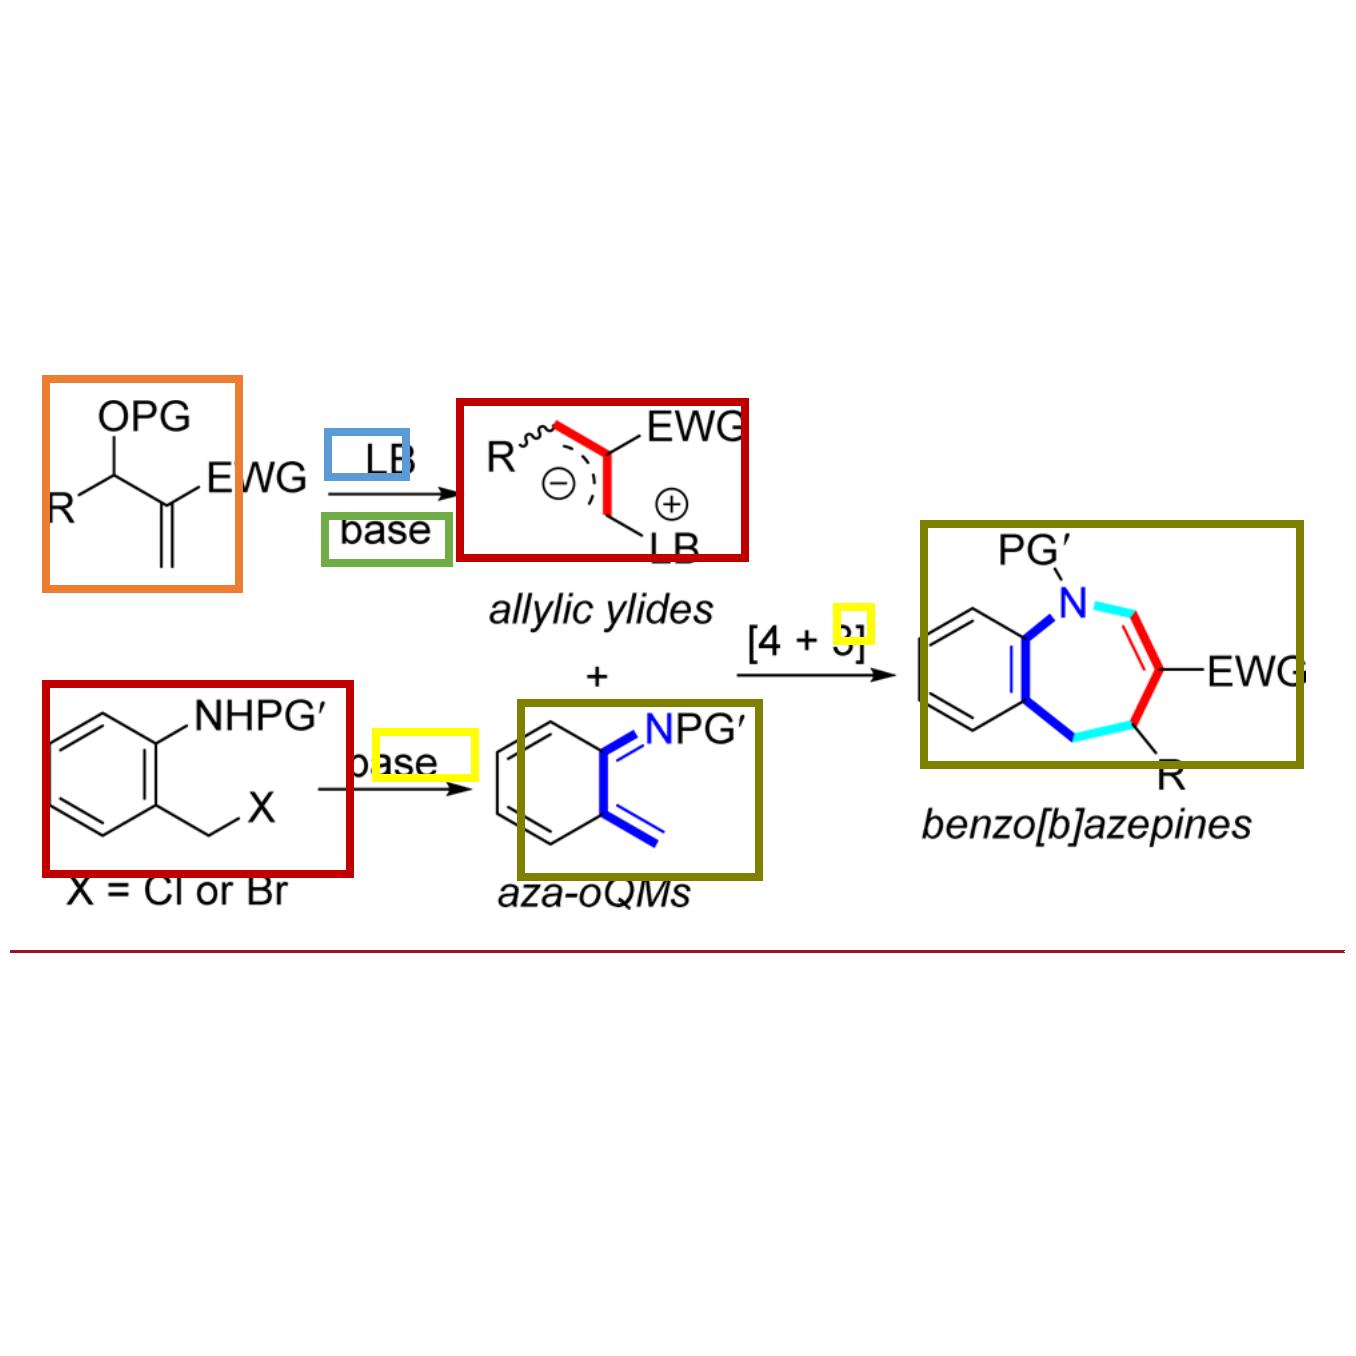 OPG
EWG
R
LB
base
R
EWG
⊖
⊕
LB
allylic ylides
+
NHPG′
X
X = Cl or Br
base
NPG′
aza-oQMs
[4 + 3]
PG′
N
EWG
R
benzo[b]azepines